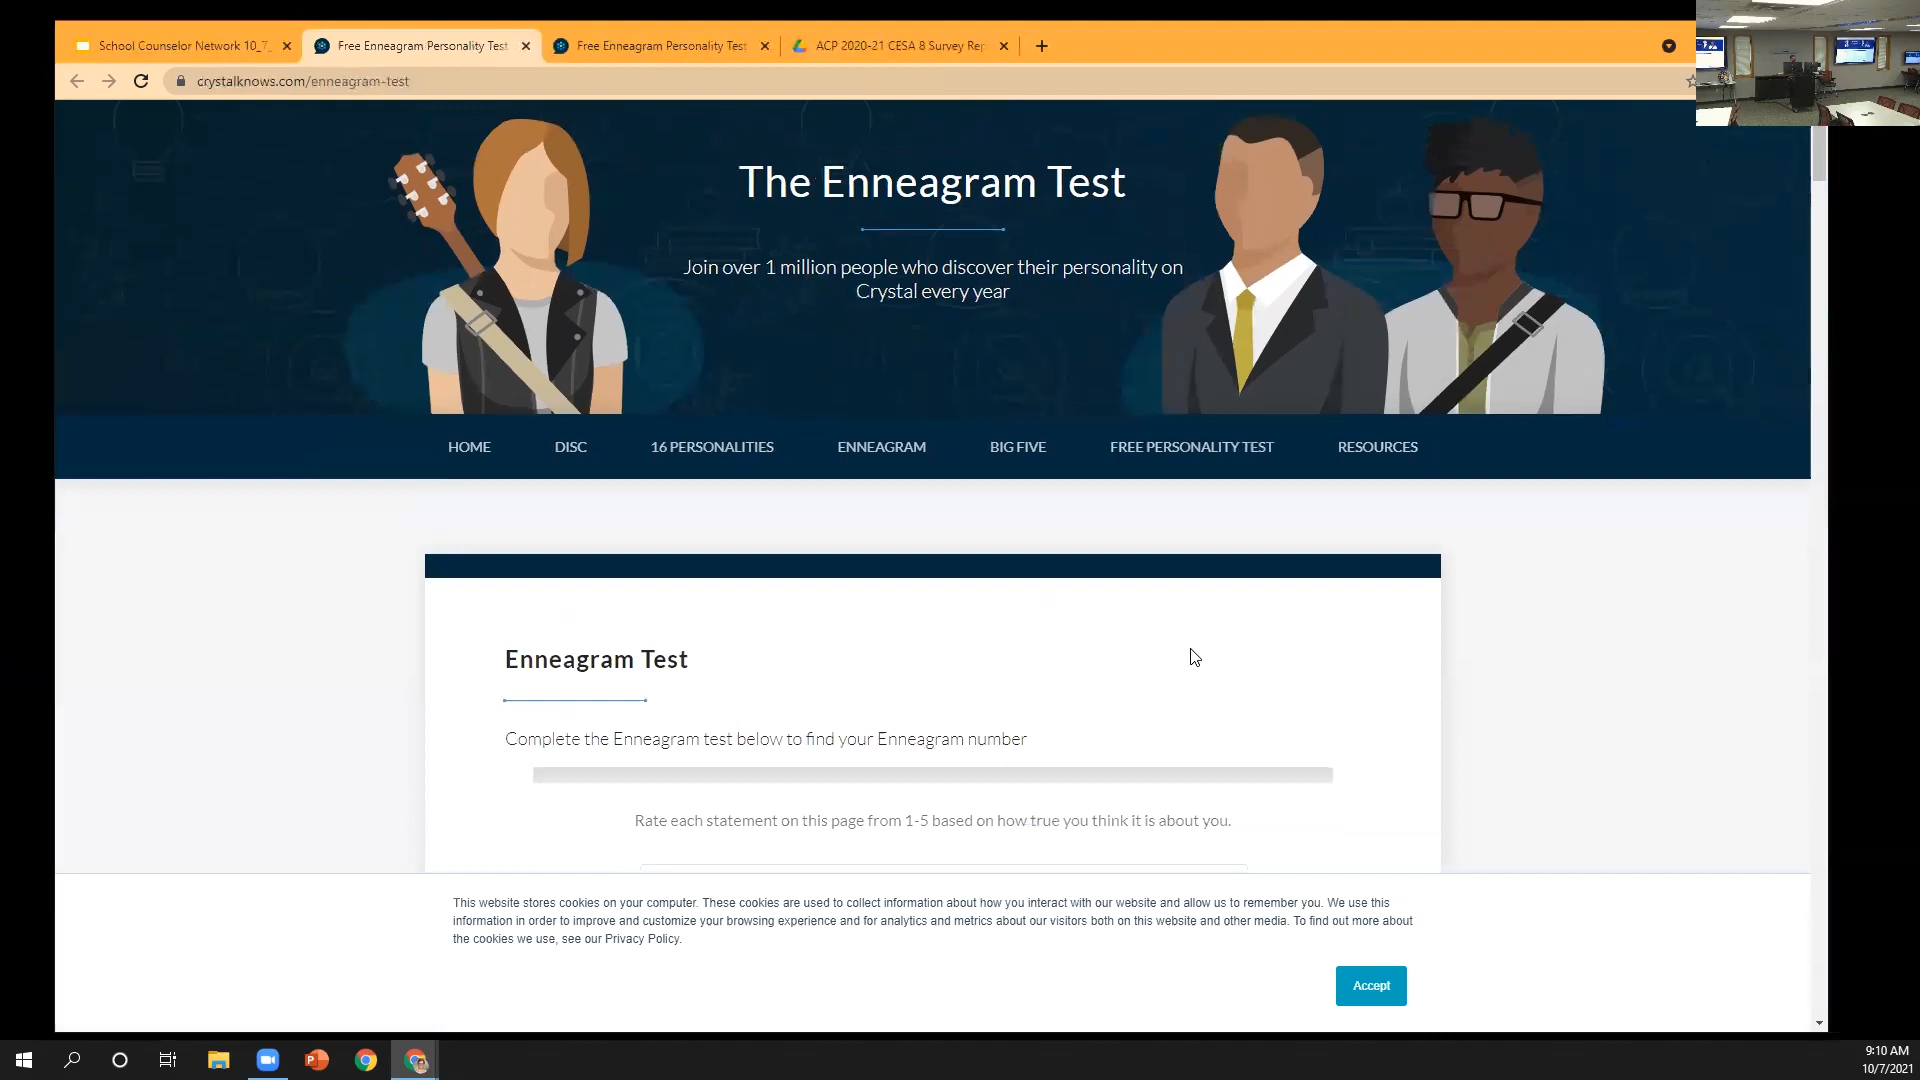 School Counselor Network 10_7_
Free Enneagram Personality Test
Free Enneagram Personality Test
ACP 2020-21 CESA 8 Survey Rep
crystalknows.com/enneagram-test
The Enneagram Test
Join over 1 million people who discover their personality on
Crystal every year
HOME
DISC
16 PERSONALITIES
ENNEAGRAM
BIG FIVE
FREE PERSONALITY TEST
RESOURCES
Enneagram Test
Complete the Enneagram test below to find your Enneagram number
Rate each statement on this page from 1-5 based on how true you think it is about you.
This website stores cookies on your computer. These cookies are used to collect information about how you interact with our website and allow us to remember you. We use this
information in order to improve and customize your browsing experience and for analytics and metrics about our visitors both on this website and other media. To find out more about
the cookies we use, see our Privacy Policy.
Accept
9:10 AM
10/7/2021